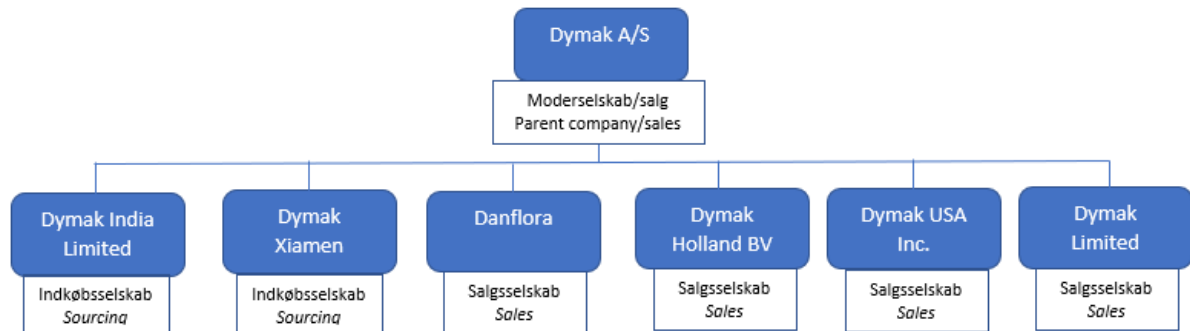 Dymak A/S
Moderselskab/salg
Parent company/sales
Dymak India
Limited
Indkøbsselskab
Sourcing
Dymak
Xiamen
Indkøbsselskab
Sourcing
Danflora
Salgsselskab
Sales
Dymak
Holland BV
Salgsselskab
Sales
Dymak USA
Inc.
Salgsselskab
Sales
Dymak
Limited
Salgsselskab
Sales